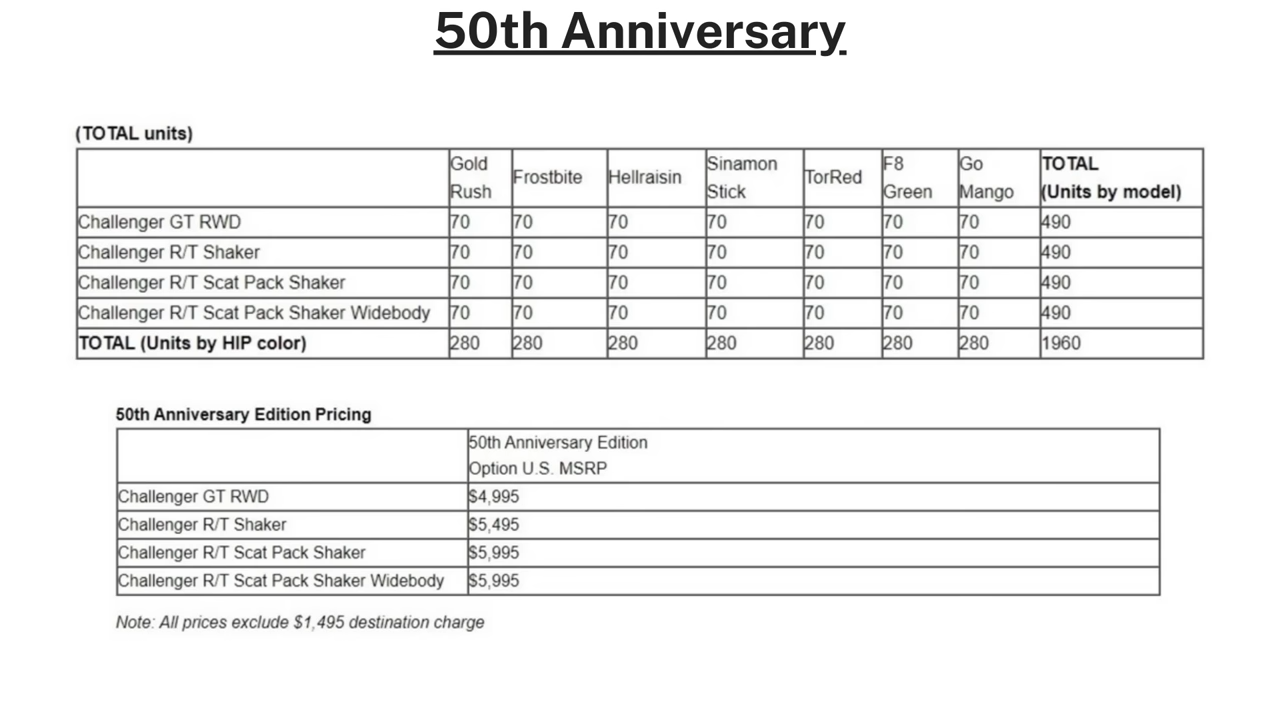 50th Anniversary
(TOTAL units)
Gold Rush Frostbite Hellraisin Sinamon Stick TorRed F8 Green Go Mango TOTAL (Units by model)
Challenger GT RWD 70 70 70 70 70 70 70 490
Challenger R/T Shaker 70 70 70 70 70 70 70 490
Challenger R/T Scat Pack Shaker 70 70 70 70 70 70 70 490
Challenger R/T Scat Pack Shaker Widebody 70 70 70 70 70 70 70 490
TOTAL (Units by HIP color) 280 280 280 280 280 280 280 1960
50th Anniversary Edition Pricing
50th Anniversary Edition
Option U.S. MSRP
Challenger GT RWD $4,995
Challenger R/T Shaker $5,495
Challenger R/T Scat Pack Shaker $5,995
Challenger R/T Scat Pack Shaker Widebody $5,995
Note: All prices exclude $1,495 destination charge